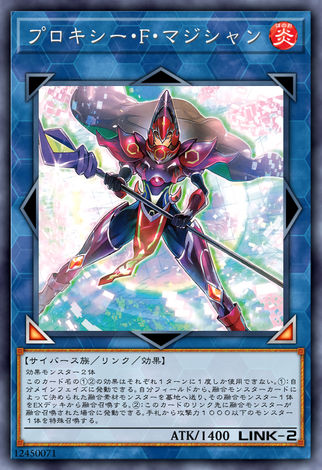 プロキシー・F・マジシャン
ほのお
炎
【サイバース族／リンク／効果】
効果モンスター２体
このカード名の①②の効果はそれぞれ１ターンに１度しか使用できない。①：自
分メインフェイズに発動できる。自分フィールドから、融合モンスターカードに
よって決められた融合素材モンスターを墓地へ送り、その融合モンスター１体
をEXデッキから融合召喚する。②：このカードのリンク先に融合モンスターが
融合召喚された場合に発動できる。手札から攻撃力１０００以下のモンスター
１体を特殊召喚する。
ATK/1400 LINK-2
12450071